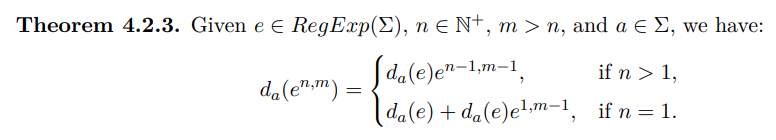 Theorem 4.2.3. Given e ∈ RegExp(Σ), n ∈ ℕ⁺, m > n, and a ∈ Σ, we have:
dₐ(eⁿ,ᵐ) = { dₐ(e)eⁿ⁻¹,ᵐ⁻¹, if n > 1,
dₐ(e) + dₐ(e)e¹,ᵐ⁻¹, if n = 1.